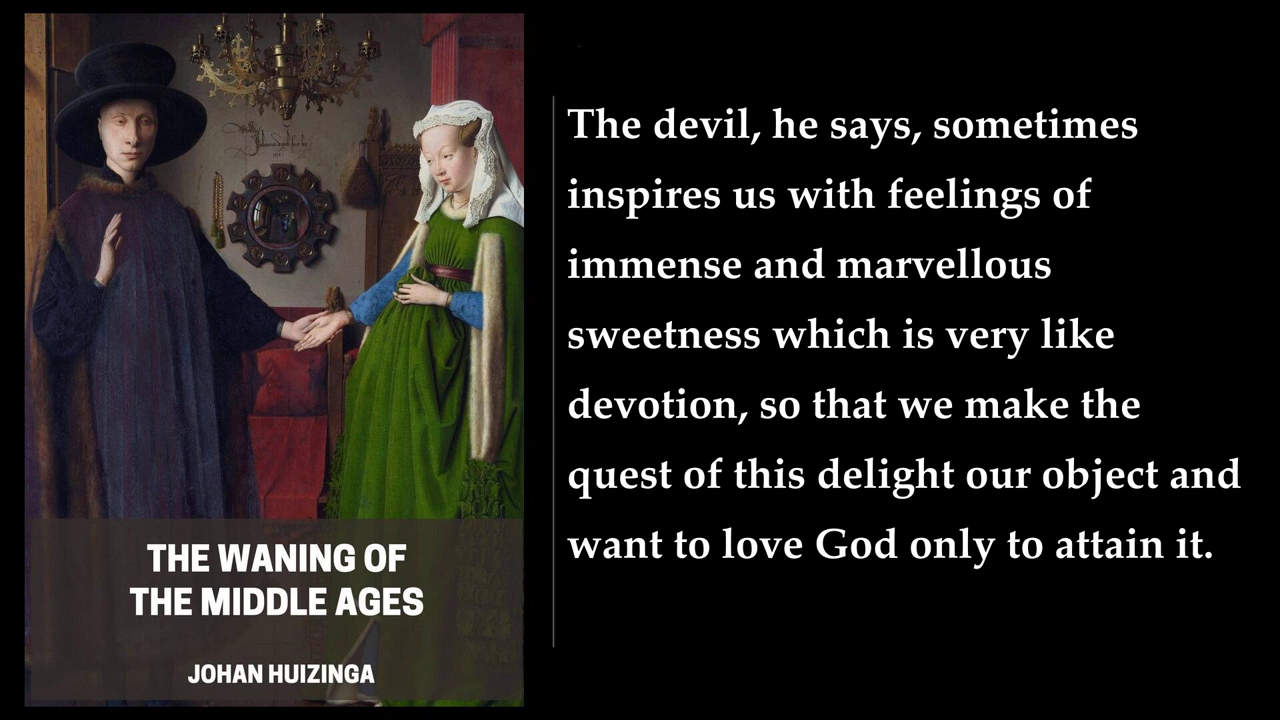 THE WANING OF
THE MIDDLE AGES
JOHAN HUIZINGA
The devil, he says, sometimes
inspires us with feelings of
immense and marvellous
sweetness which is very like
devotion, so that we make the
quest of this delight our object and
want to love God only to attain it.